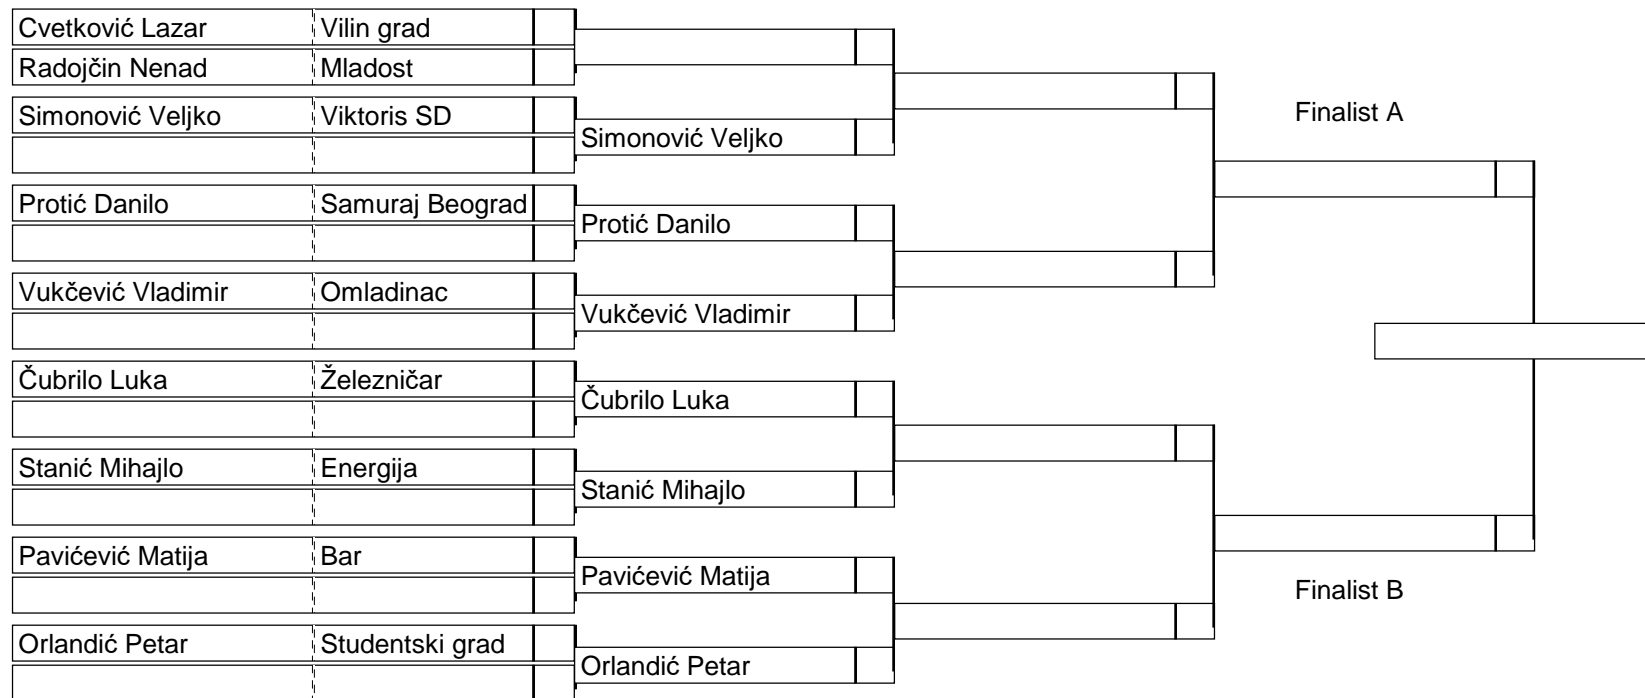 Cvetković Lazar Vilin grad
Radojčin Nenad Mladost
Simonović Veljko Viktoris SD
Simonović Veljko
Protić Danilo Samuraj Beograd
Protić Danilo
Vukčević Vladimir Omladinac
Vukčević Vladimir
Čubrilo Luka Železničar
Čubrilo Luka
Stanić Mihajlo Energija
Stanić Mihajlo
Pavićević Matija Bar
Pavićević Matija
Orlandić Petar Studentski grad
Orlandić Petar
Finalist A
Finalist B